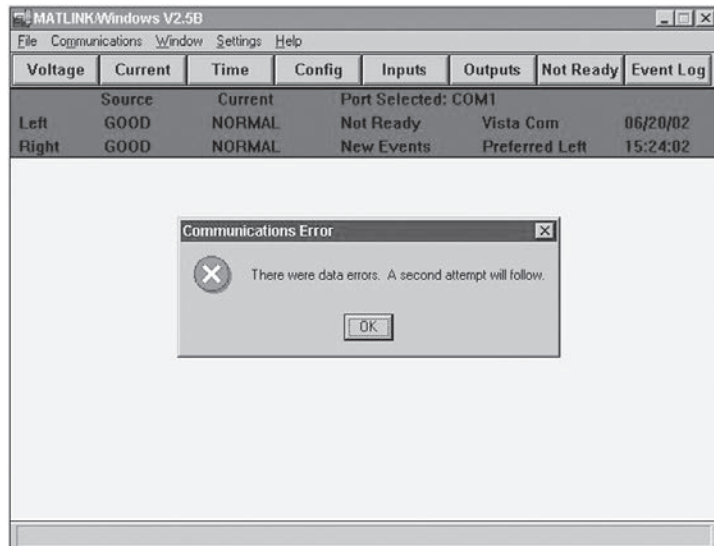 MATLINK/Windows V2.5B
File Communications Window Settings Help
Voltage Current Time Config Inputs Outputs Not Ready Event Log
Source Current Port Selected: COM1
Left GOOD NORMAL Not Ready Vista Com 06/20/02
Right GOOD NORMAL New Events Preferred Left 15:24:02
Communications Error
There were data errors. A second attempt will follow.
OK